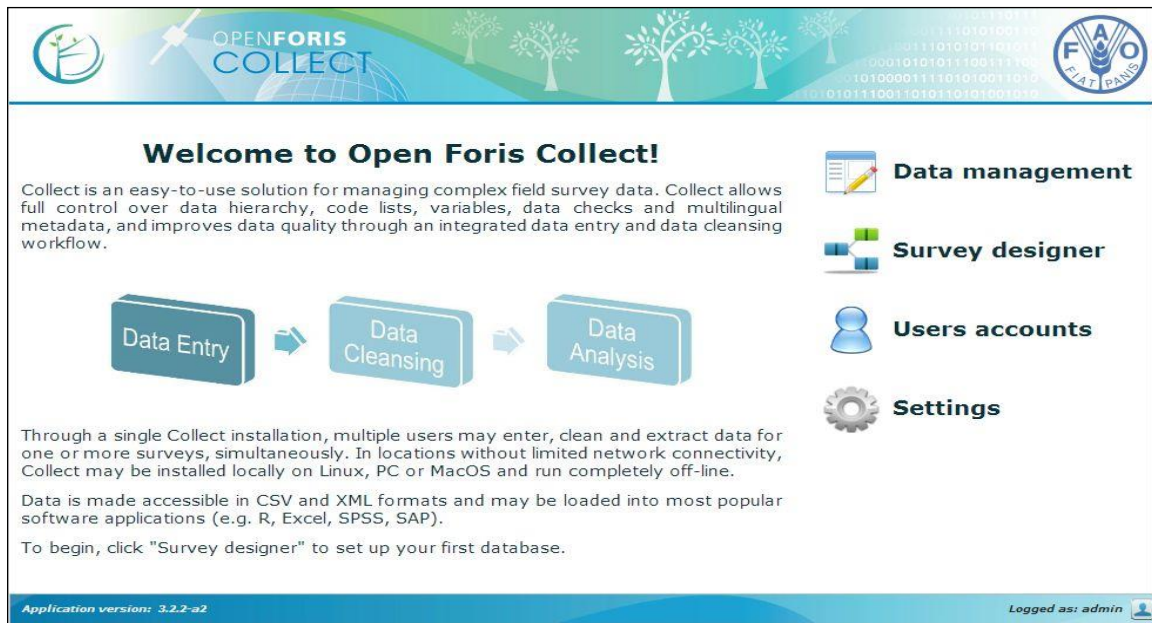 OPENFORIS
COLLECT
F A O
FIAT PANIS
Welcome to Open Foris Collect!
Collect is an easy-to-use solution for managing complex field survey data. Collect allows
full control over data hierarchy, code lists, variables, data checks and multilingual
metadata, and improves data quality through an integrated data entry and data cleansing
workflow.
Data Entry
Data
Cleansing
Data
Analysis
Through a single Collect installation, multiple users may enter, clean and extract data for
one or more surveys, simultaneously. In locations without limited network connectivity,
Collect may be installed locally on Linux, PC or MacOS and run completely off-line.
Data is made accessible in CSV and XML formats and may be loaded into most popular
software applications (e.g. R, Excel, SPSS, SAP).
To begin, click "Survey designer" to set up your first database.
Data management
Survey designer
Users accounts
Settings
Application version: 3.2.2-a2
Logged as: admin